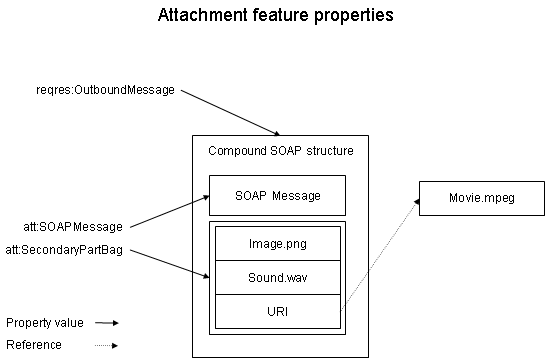 Attachment feature properties
reqres:OutboundMessage
Compound SOAP structure
SOAP Message
Movie.mpeg
att:SOAPMessage
att:SecondaryPartBag
Image.png
Sound.wav
URI
Property value
Reference